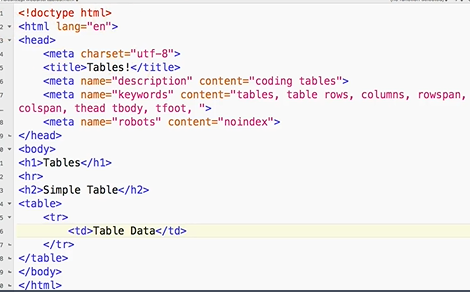 <!doctype html>
<html lang="en">
<head>
<meta charset="utf-8">
<title>Tables!</title>
<meta name="description" content="coding tables">
<meta name="keywords" content="tables, table rows, columns, rowspan,
colspan, thead tbody, tfoot, ">
<meta name="robots" content="noindex">
</head>
<body>
<h1>Tables</h1>
<hr>
<h2>Simple Table</h2>
<table>
<tr>
<td>Table Data</td>
</tr>
</table>
</body>
</html>